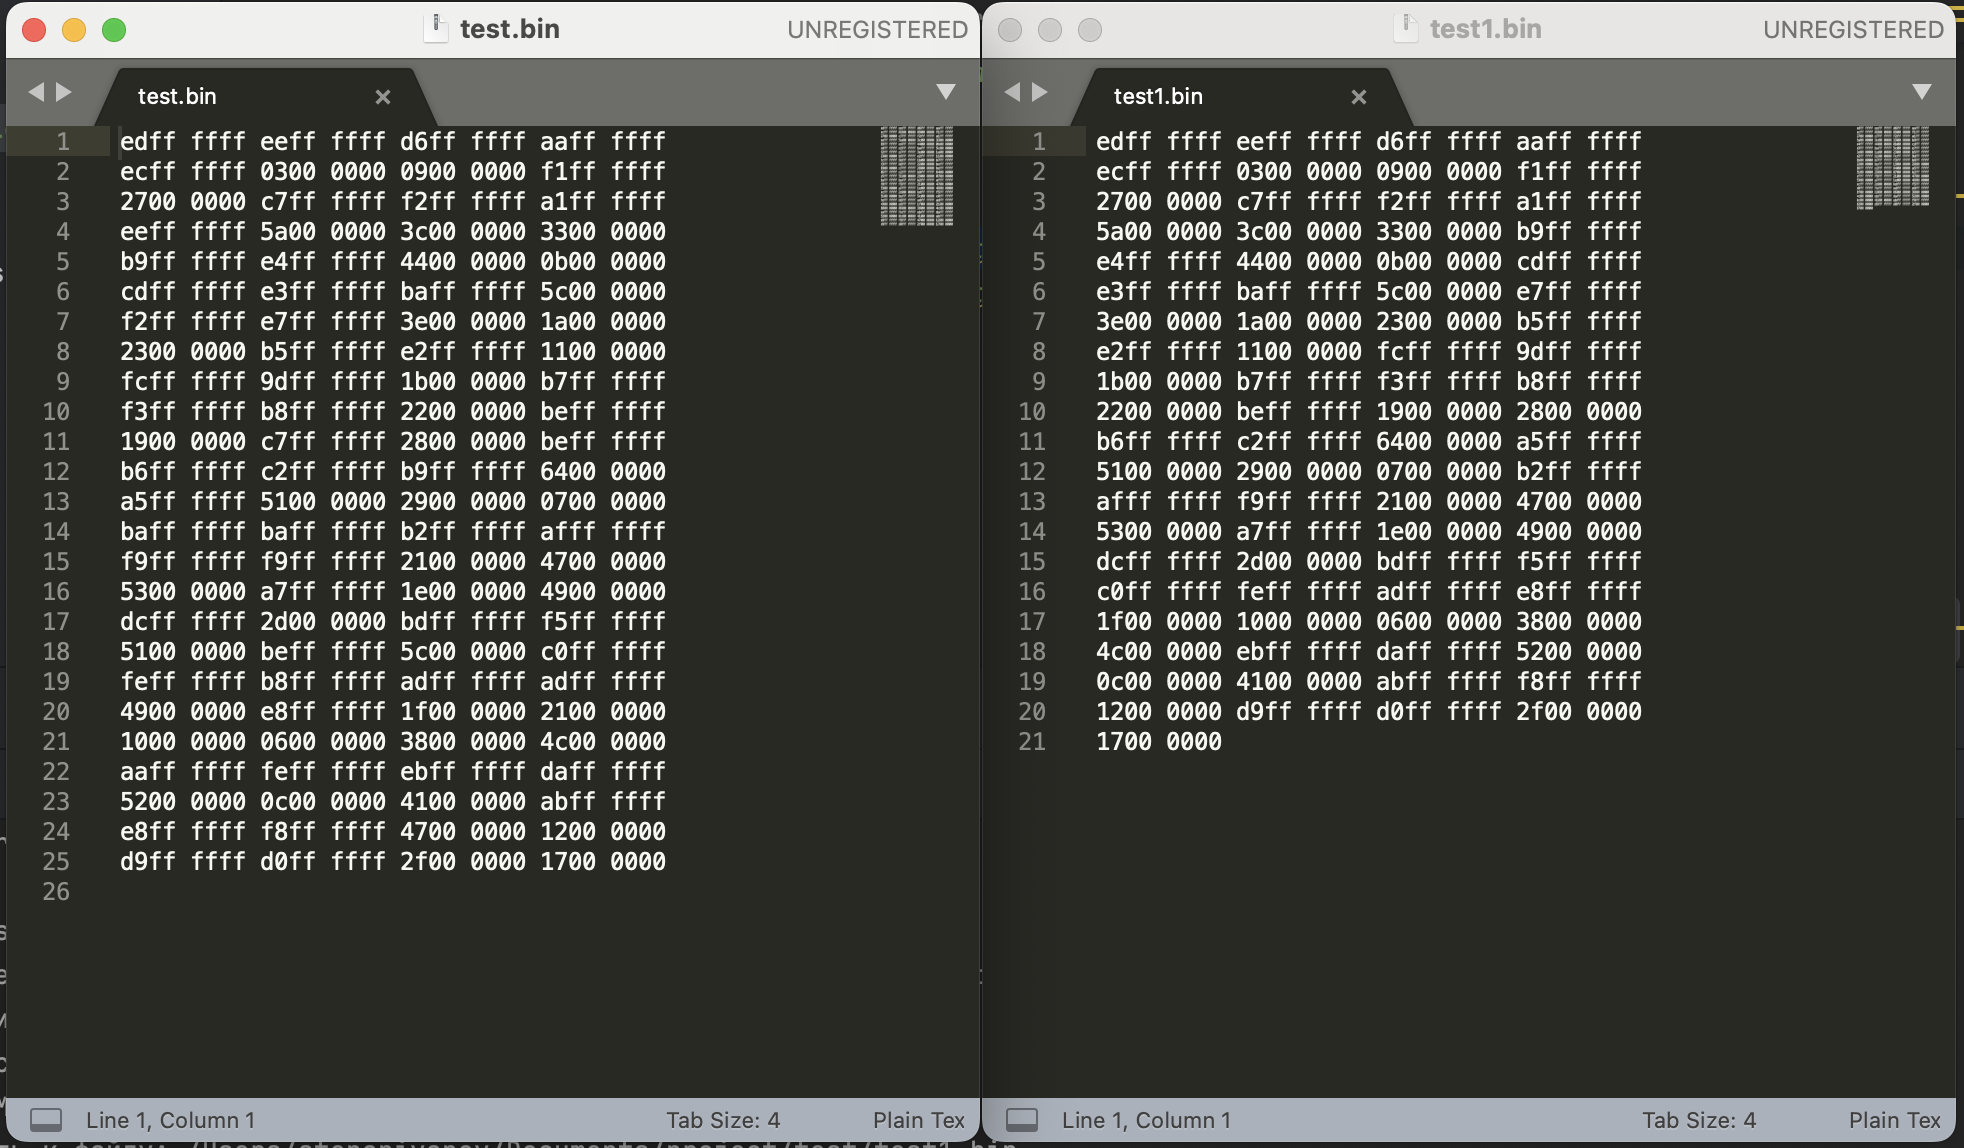 test.bin UNREGISTERED
test.bin
1 edff ffff eeff ffff d6ff ffff aaff ffff
2 ecff ffff 0300 0000 0900 0000 f1ff ffff
3 2700 0000 c7ff ffff f2ff ffff a1ff ffff
4 eeff ffff 5a00 0000 3c00 0000 3300 0000
5 b9ff ffff e4ff ffff 4400 0000 0b00 0000
6 cdff ffff e3ff ffff baff ffff 5c00 0000
7 f2ff ffff e7ff ffff 3e00 0000 1a00 0000
8 2300 0000 b5ff ffff e2ff ffff 1100 0000
9 fcff ffff 9dff ffff 1b00 0000 b7ff ffff
10 f3ff ffff b8ff ffff 2200 0000 beff ffff
11 1900 0000 c7ff ffff 2800 0000 beff ffff
12 b6ff ffff c2ff ffff b9ff ffff 6400 0000
13 a5ff ffff 5100 0000 2900 0000 0700 0000
14 baff ffff baff ffff b2ff ffff afff ffff
15 f9ff ffff f9ff ffff 2100 0000 4700 0000
16 5300 0000 a7ff ffff 1e00 0000 4900 0000
17 dcff ffff 2d00 0000 bdff ffff f5ff ffff
18 5100 0000 beff ffff 5c00 0000 c0ff ffff
19 feff ffff b8ff ffff adff ffff adff ffff
20 4900 0000 e8ff ffff 1f00 0000 2100 0000
21 1000 0000 0600 0000 3800 0000 4c00 0000
22 aaff ffff feff ffff ebff ffff daff ffff
23 5200 0000 0c00 0000 4100 0000 abff ffff
24 e8ff ffff f8ff ffff 4700 0000 1200 0000
25 d9ff ffff d0ff ffff 2f00 0000 1700 0000
26
Line 1, Column 1 Tab Size: 4 Plain Tex
test1.bin UNREGISTERED
test1.bin
1 edff ffff eeff ffff d6ff ffff aaff ffff
2 ecff ffff 0300 0000 0900 0000 f1ff ffff
3 2700 0000 c7ff ffff f2ff ffff a1ff ffff
4 5a00 0000 3c00 0000 3300 0000 b9ff ffff
5 e4ff ffff 4400 0000 0b00 0000 cdff ffff
6 e3ff ffff baff ffff 5c00 0000 e7ff ffff
7 3e00 0000 1a00 0000 2300 0000 b5ff ffff
8 e2ff ffff 1100 0000 fcff ffff 9dff ffff
9 1b00 0000 b7ff ffff f3ff ffff b8ff ffff
10 2200 0000 beff ffff 1900 0000 2800 0000
11 b6ff ffff c2ff ffff 6400 0000 a5ff ffff
12 5100 0000 2900 0000 0700 0000 b2ff ffff
13 afff ffff f9ff ffff 2100 0000 4700 0000
14 5300 0000 a7ff ffff 1e00 0000 4900 0000
15 dcff ffff 2d00 0000 bdff ffff f5ff ffff
16 c0ff ffff feff ffff adff ffff e8ff ffff
17 1f00 0000 1000 0000 0600 0000 3800 0000
18 4c00 0000 ebff ffff daff ffff 5200 0000
19 0c00 0000 4100 0000 abff ffff f8ff ffff
20 1200 0000 d9ff ffff d0ff ffff 2f00 0000
21 1700 0000
Line 1, Column 1 Tab Size: 4 Plain Tex